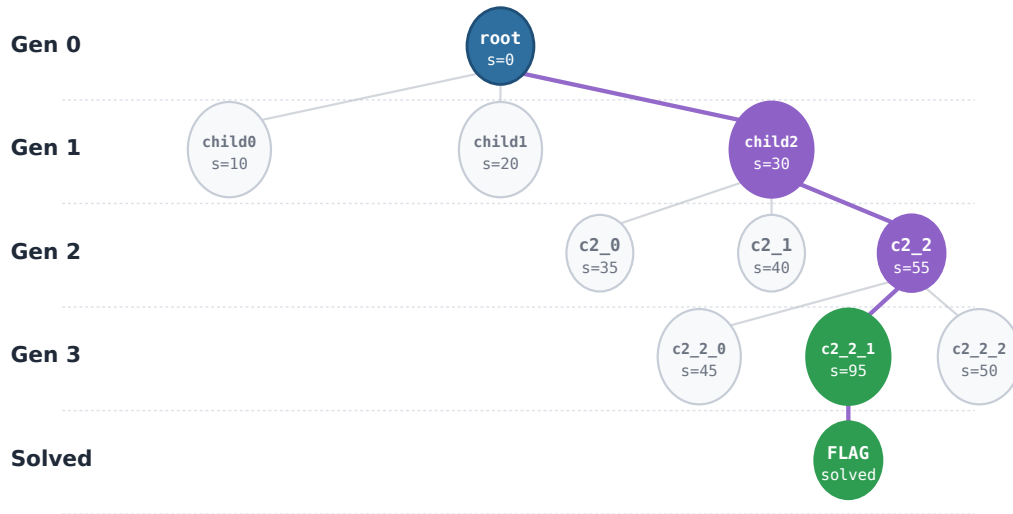 Gen 0
root
s=0
Gen 1
child0
s=10
child1
s=20
child2
s=30
Gen 2
c2_0
s=35
c2_1
s=40
c2_2
s=55
Gen 3
c2_2_0
s=45
c2_2_1
s=95
c2_2_2
s=50
Solved
FLAG
solved